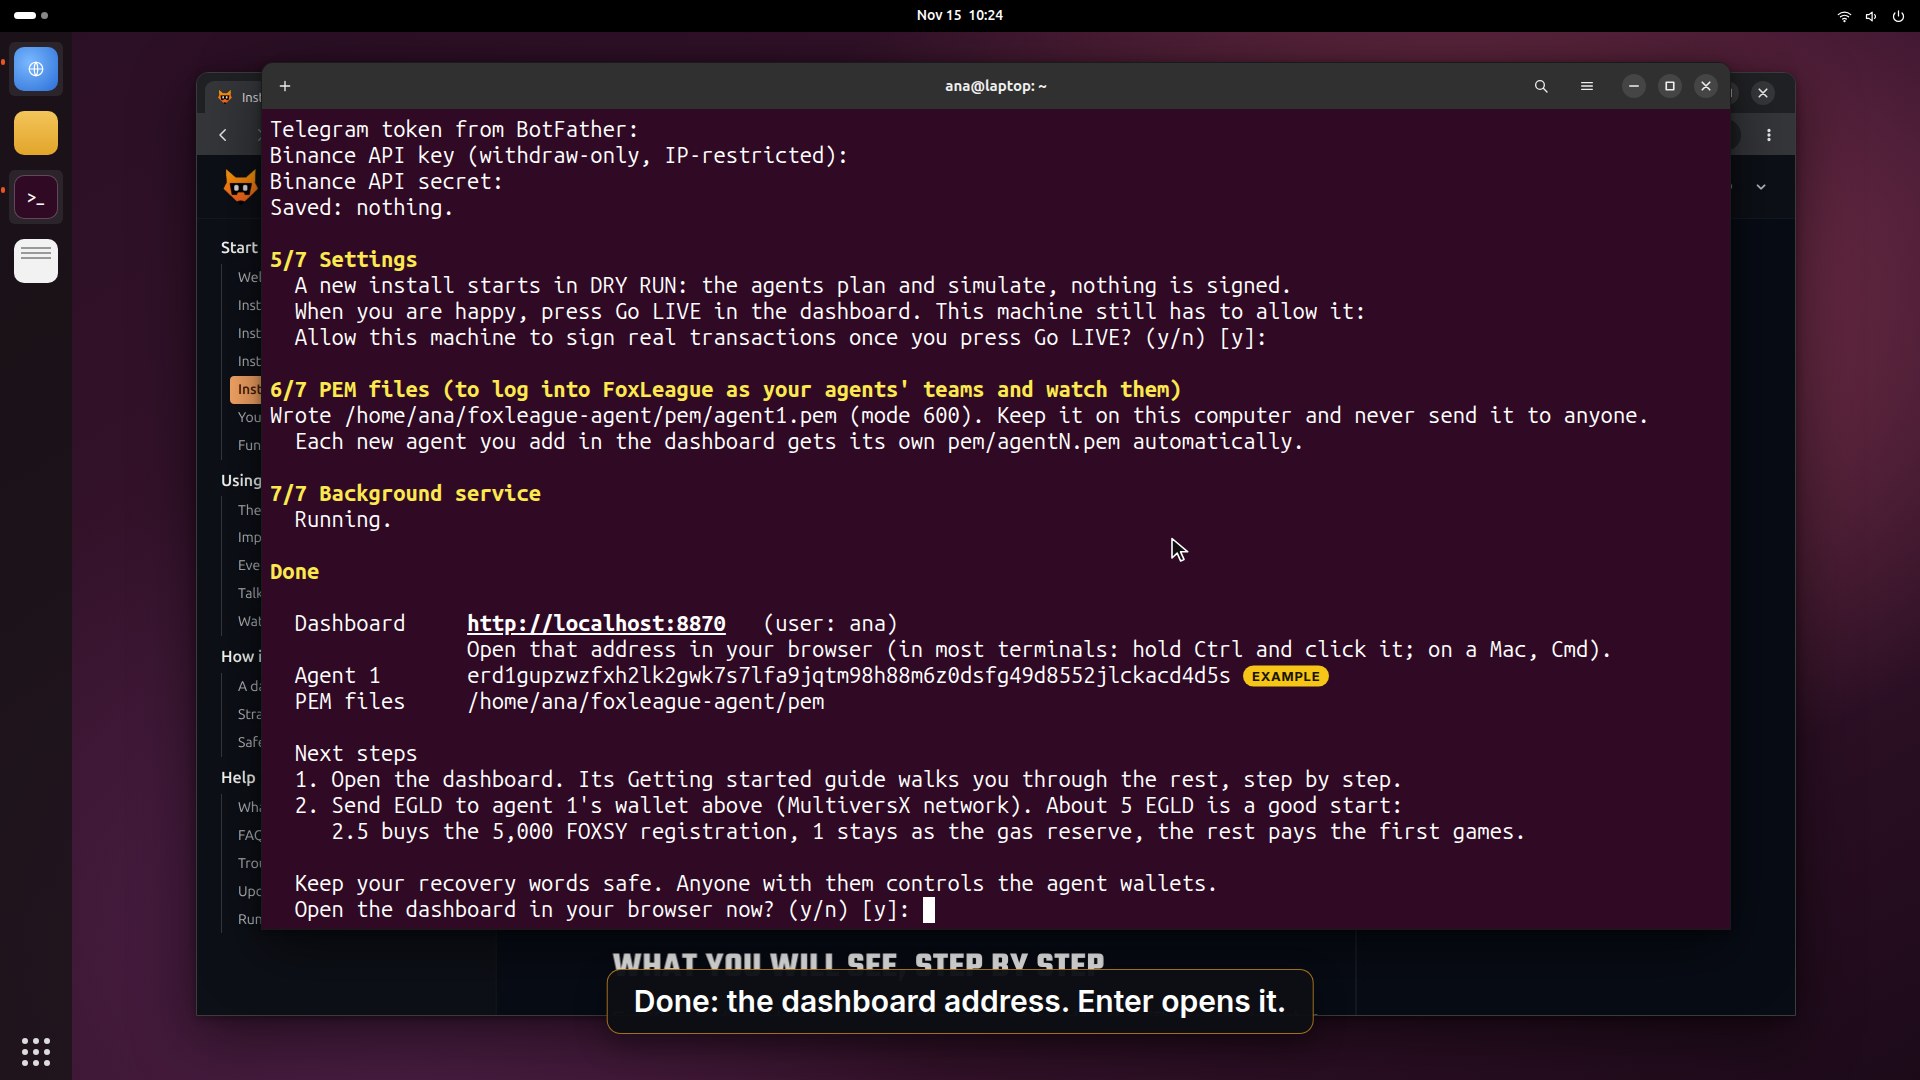 Nov 15 10:24
ana@laptop: ~
Telegram token from BotFather:
Binance API key (withdraw-only, IP-restricted):
Binance API secret:
Saved: nothing.
5/7 Settings
A new install starts in DRY RUN: the agents plan and simulate, nothing is signed.
When you are happy, press Go LIVE in the dashboard. This machine still has to allow it:
Allow this machine to sign real transactions once you press Go LIVE? (y/n) [y]:
6/7 PEM files (to log into FoxLeague as your agents' teams and watch them)
Wrote /home/ana/foxleague-agent/pem/agent1.pem (mode 600). Keep it on this computer and never send it to anyone.
Each new agent you add in the dashboard gets its own pem/agentN.pem automatically.
7/7 Background service
Running.
Done
Dashboard http://localhost:8870 (user: ana)
Open that address in your browser (in most terminals: hold Ctrl and click it; on a Mac, Cmd).
Agent 1 erd1gupzwzfxh2lk2gwk7s7lfa9jqtm98h88m6z0dsfg49d8552jlckacd4d5s EXAMPLE
PEM files /home/ana/foxleague-agent/pem
Next steps
1. Open the dashboard. Its Getting started guide walks you through the rest, step by step.
2. Send EGLD to agent 1's wallet above (MultiversX network). About 5 EGLD is a good start:
2.5 buys the 5,000 FOXSY registration, 1 stays as the gas reserve, the rest pays the first games.
Keep your recovery words safe. Anyone with them controls the agent wallets.
Open the dashboard in your browser now? (y/n) [y]:
Start
Using
Help
WHAT YOU WILL SEE, STEP BY STEP
Done: the dashboard address. Enter opens it.